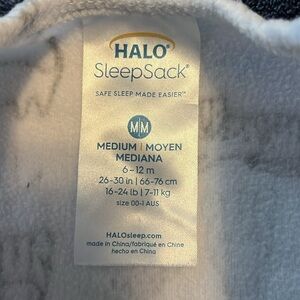 HALO®
SleepSack®
SAFE SLEEP MADE EASIER™
M|M
MEDIUM | MOYEN
MEDIANA
6-12 m
26-30 in | 66-76 cm
16-24 lb | 7-11 kg
size 00-1 AUS
HALOsleep.com
made in China/fabriqué en Chine
hecho en China